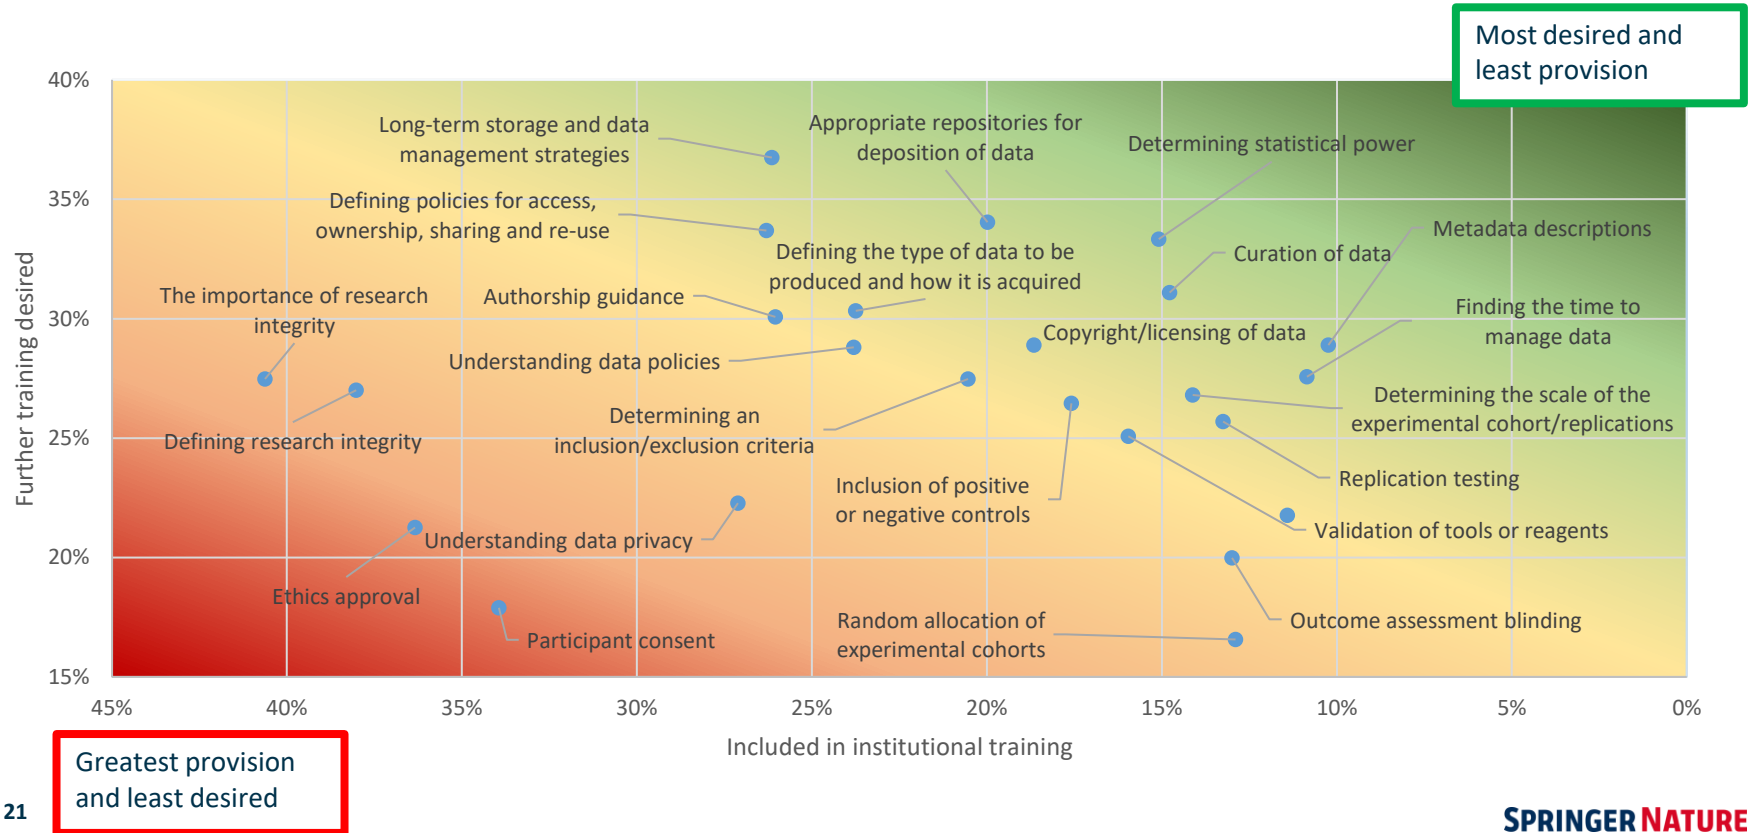 Most desired and
least provision
40%
35%
30%
25%
20%
15%
Further training desired
Long-term storage and data
management strategies
Appropriate repositories for
deposition of data
Determining statistical power
Defining policies for access,
ownership, sharing and re-use
Metadata descriptions
Defining the type of data to be
produced and how it is acquired
Curation of data
The importance of research
integrity
Authorship guidance
Finding the time to
manage data
Copyright/licensing of data
Understanding data policies
Determining the scale of the
experimental cohort/replications
Determining an
inclusion/exclusion criteria
Defining research integrity
Replication testing
Inclusion of positive
or negative controls
Validation of tools or reagents
Understanding data privacy
Ethics approval
Outcome assessment blinding
Random allocation of
experimental cohorts
Participant consent
45%
40%
35%
30%
25%
20%
15%
10%
5%
0%
Included in institutional training
Greatest provision
and least desired
21
SPRINGER NATURE